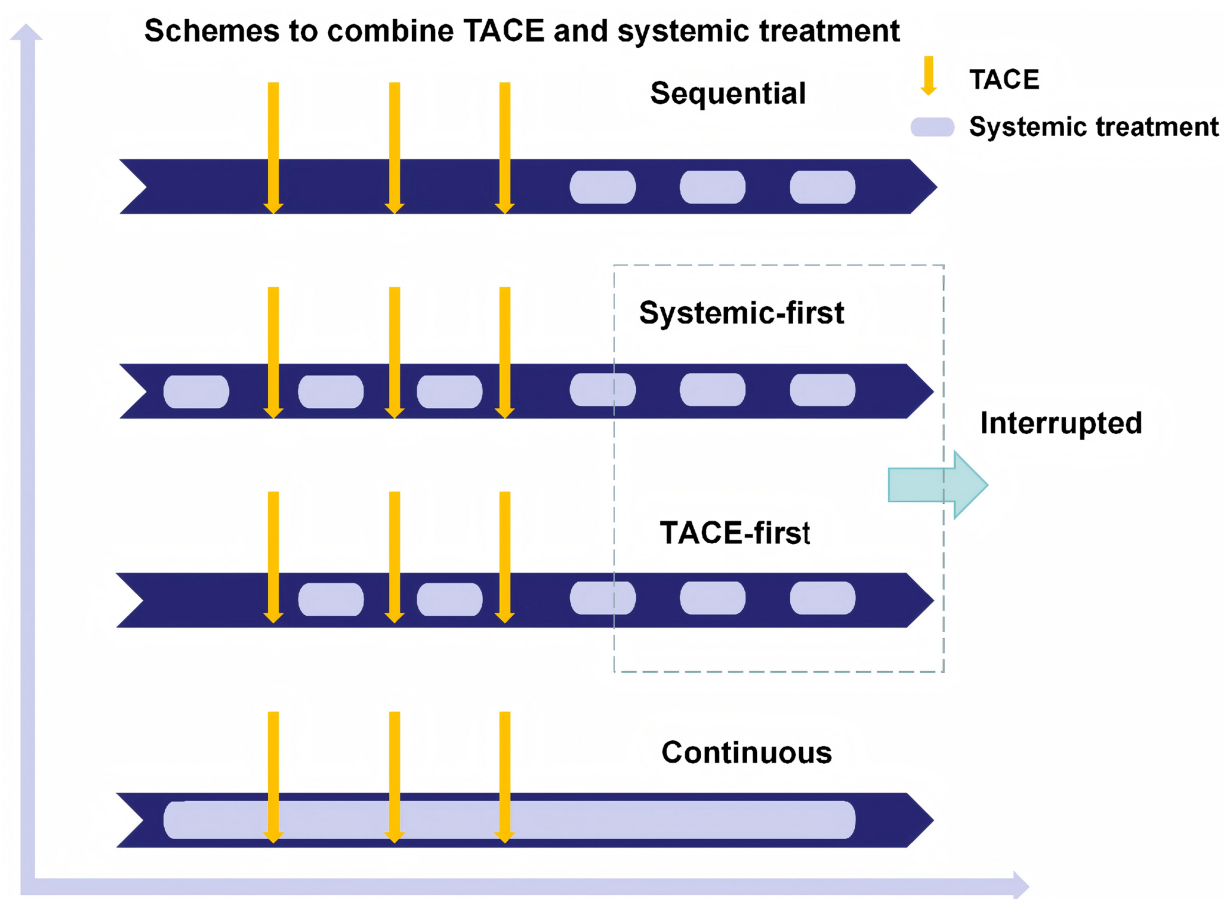 Schemes to combine TACE and systemic treatment
TACE
Sequential
Systemic treatment
Systemic-first
Interrupted
TACE-first
Continuous